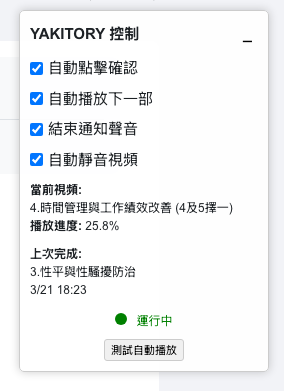 YAKITORY 控制
–
自動點擊確認
自動播放下一部
結束通知聲音
自動靜音視頻
當前視頻:
4.時間管理與工作績效改善 (4及5擇一)
播放進度: 25.8%
上次完成:
3.性平與性騷擾防治
3/21 18:23
運行中
測試自動播放